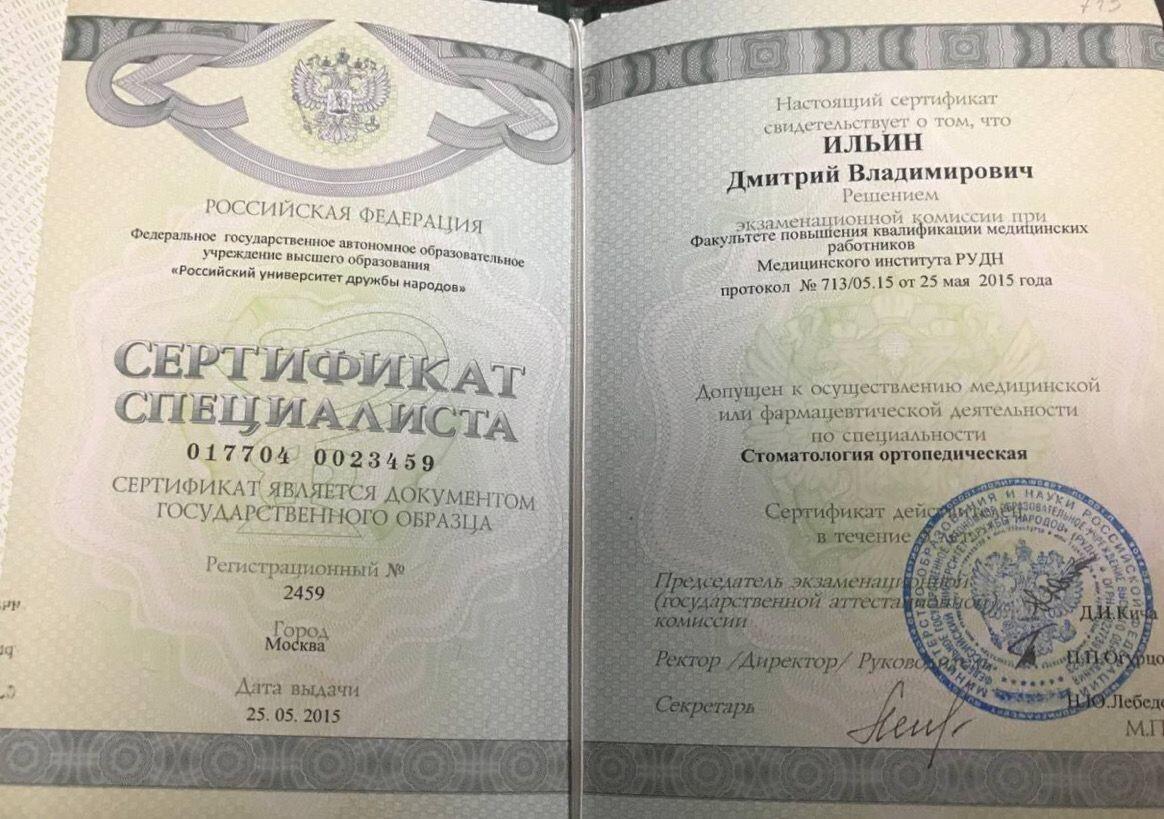 РОССИЙСКАЯ ФЕДЕРАЦИЯ
Федеральное государственное автономное образовательное
учреждение высшего образования
«Российский университет дружбы народов»
СЕРТИФИКАТ
СПЕЦИАЛИСТА
017704 0023459
СЕРТИФИКАТ ЯВЛЯЕТСЯ ДОКУМЕНТОМ
ГОСУДАРСТВЕННОГО ОБРАЗЦА
Регистрационный №
2459
Город
Москва
Дата выдачи
25. 05. 2015
Настоящий сертификат
свидетельствует о том, что
ИЛЬИН
Дмитрий Владимирович
Решением
экзаменационной комиссии при
Факультете повышения квалификации медицинских
работников
Медицинского института РУДН
протокол № 713/05.15 от 25 мая 2015 года
Допущен к осуществлению медицинской
или фармацевтической деятельности
по специальности
Стоматология ортопедическая
Сертификат действителен
в течение
Председатель экзаменационной
(государственной аттестационной)
комиссии
Д.И.Кича
Ректор /Директор/ Руководитель
П.П.Огурцо
Секретарь
Н.Ю.Лебеде
М.П